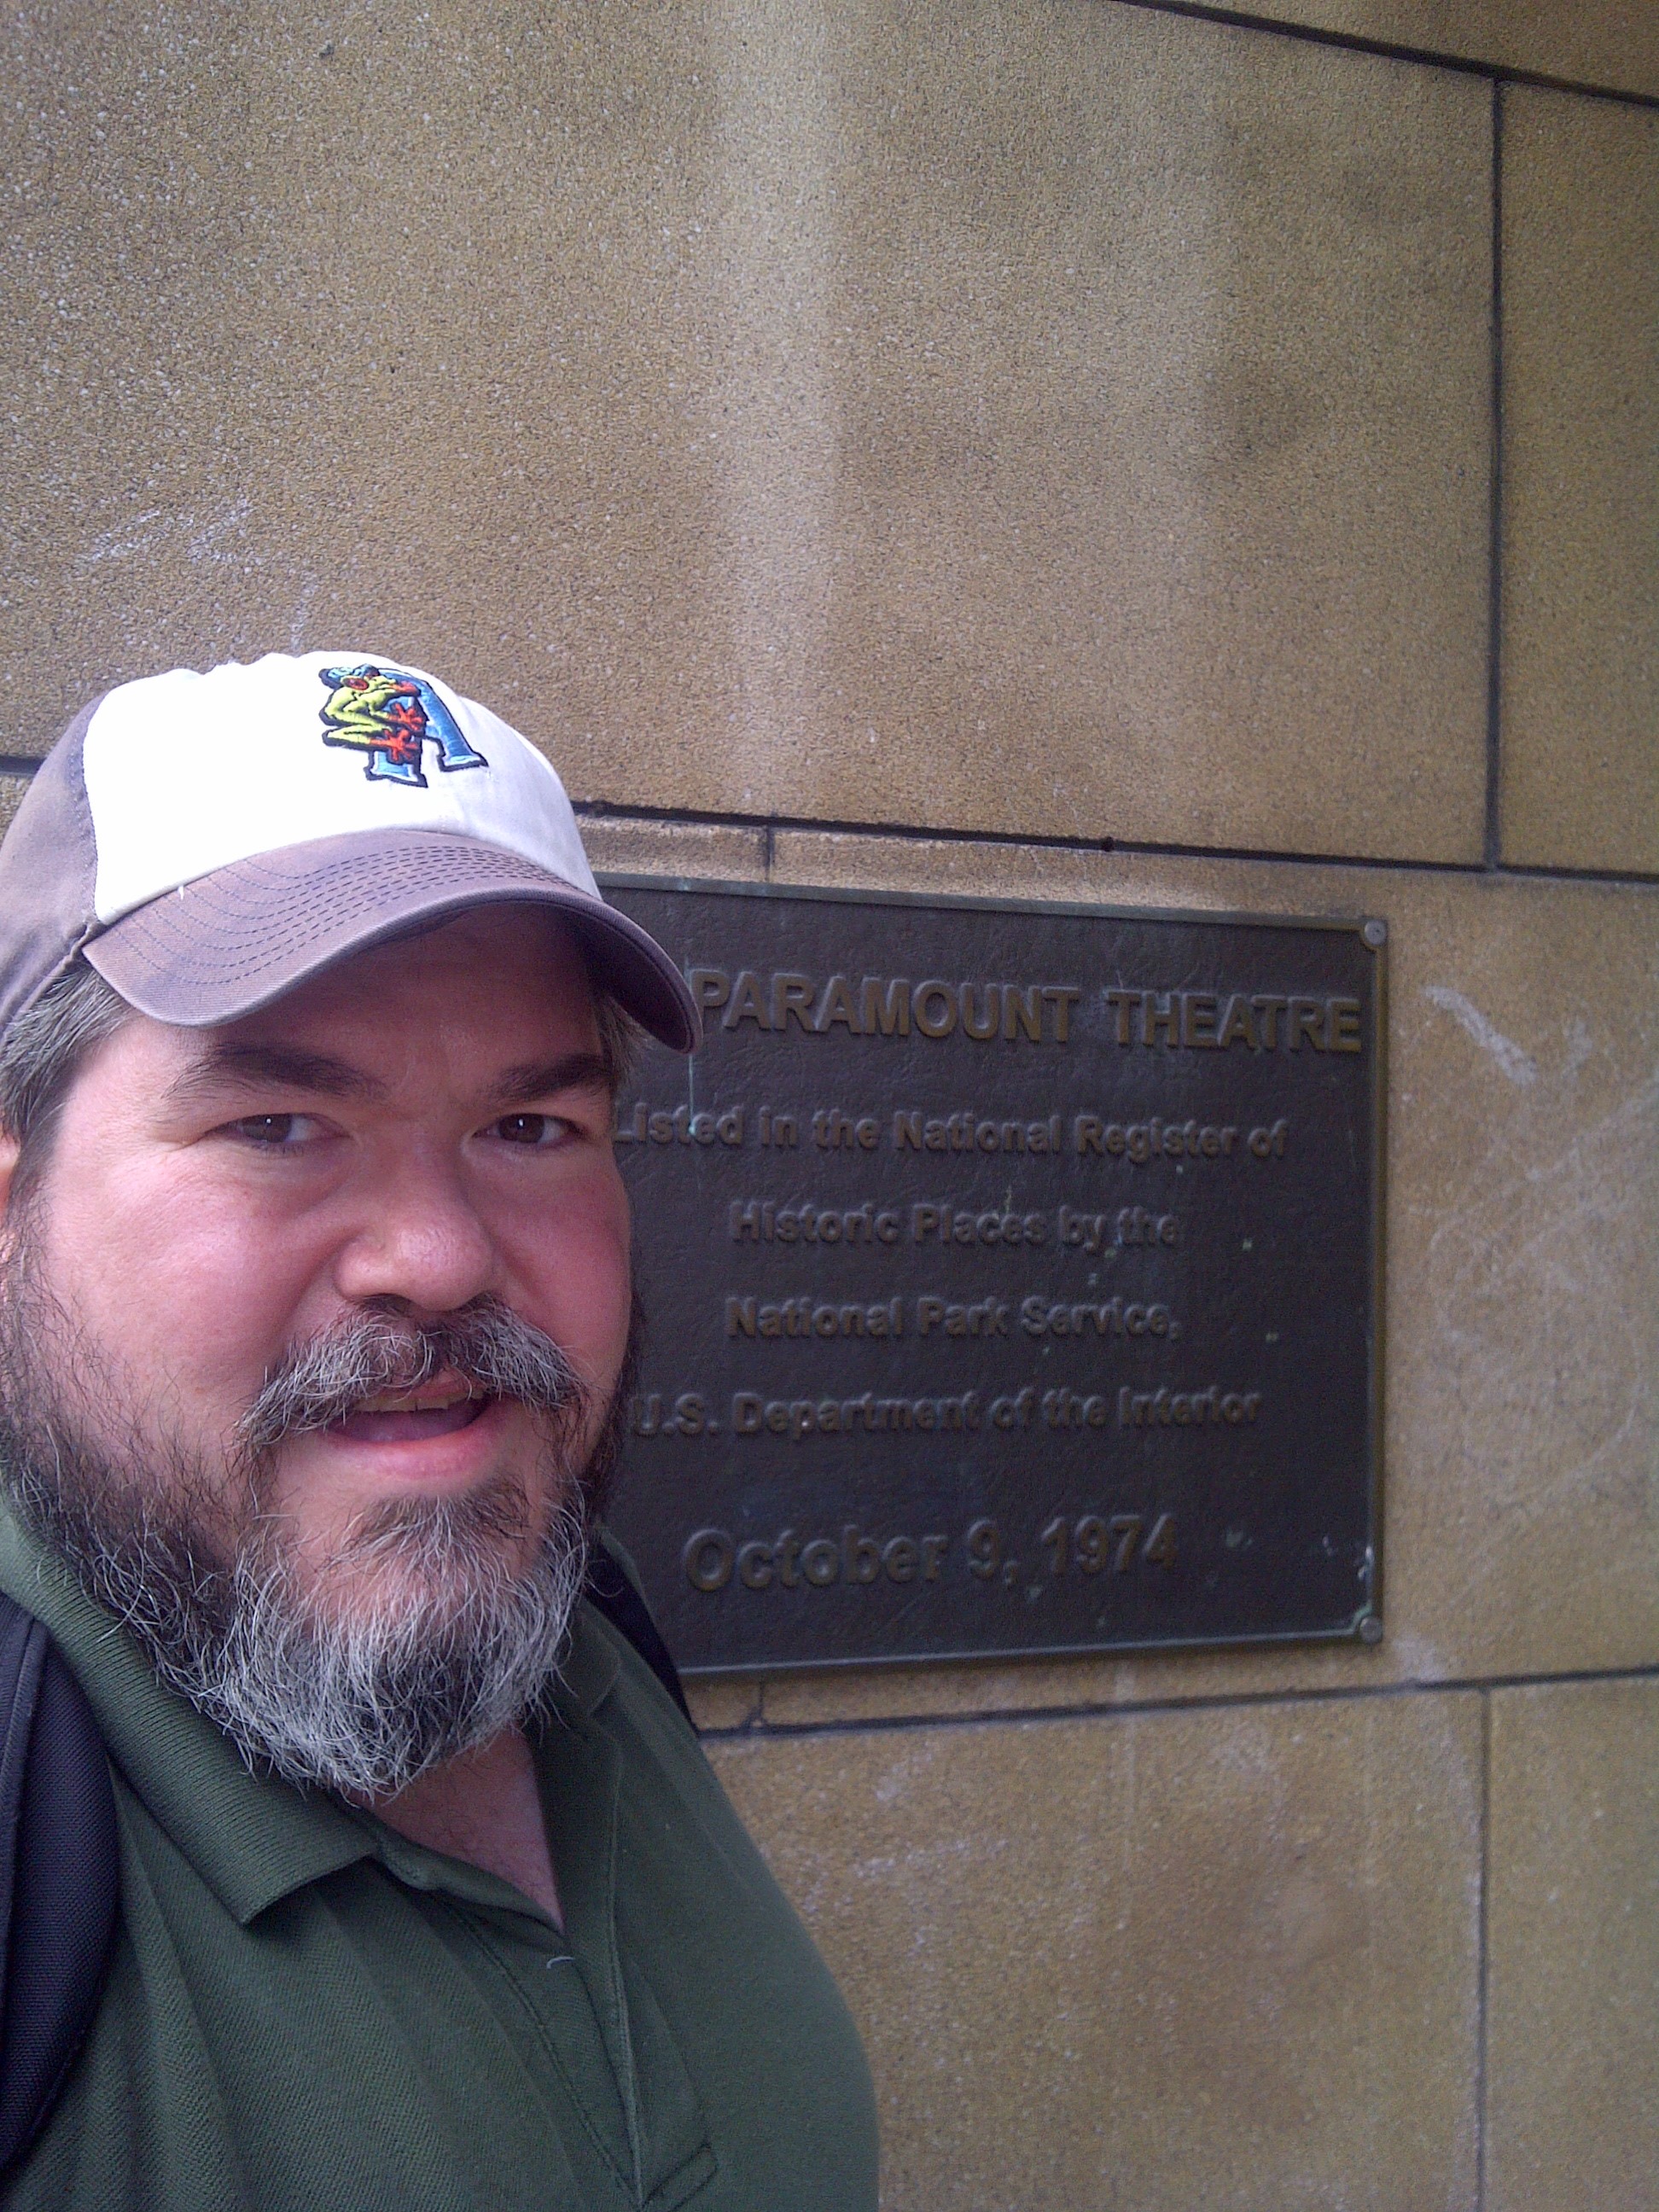 PARAMOUNT THEATRE
Listed in the National Register of
Historic Places by the
National Park Service,
U.S. Department of the Interior
October 9, 1974
A